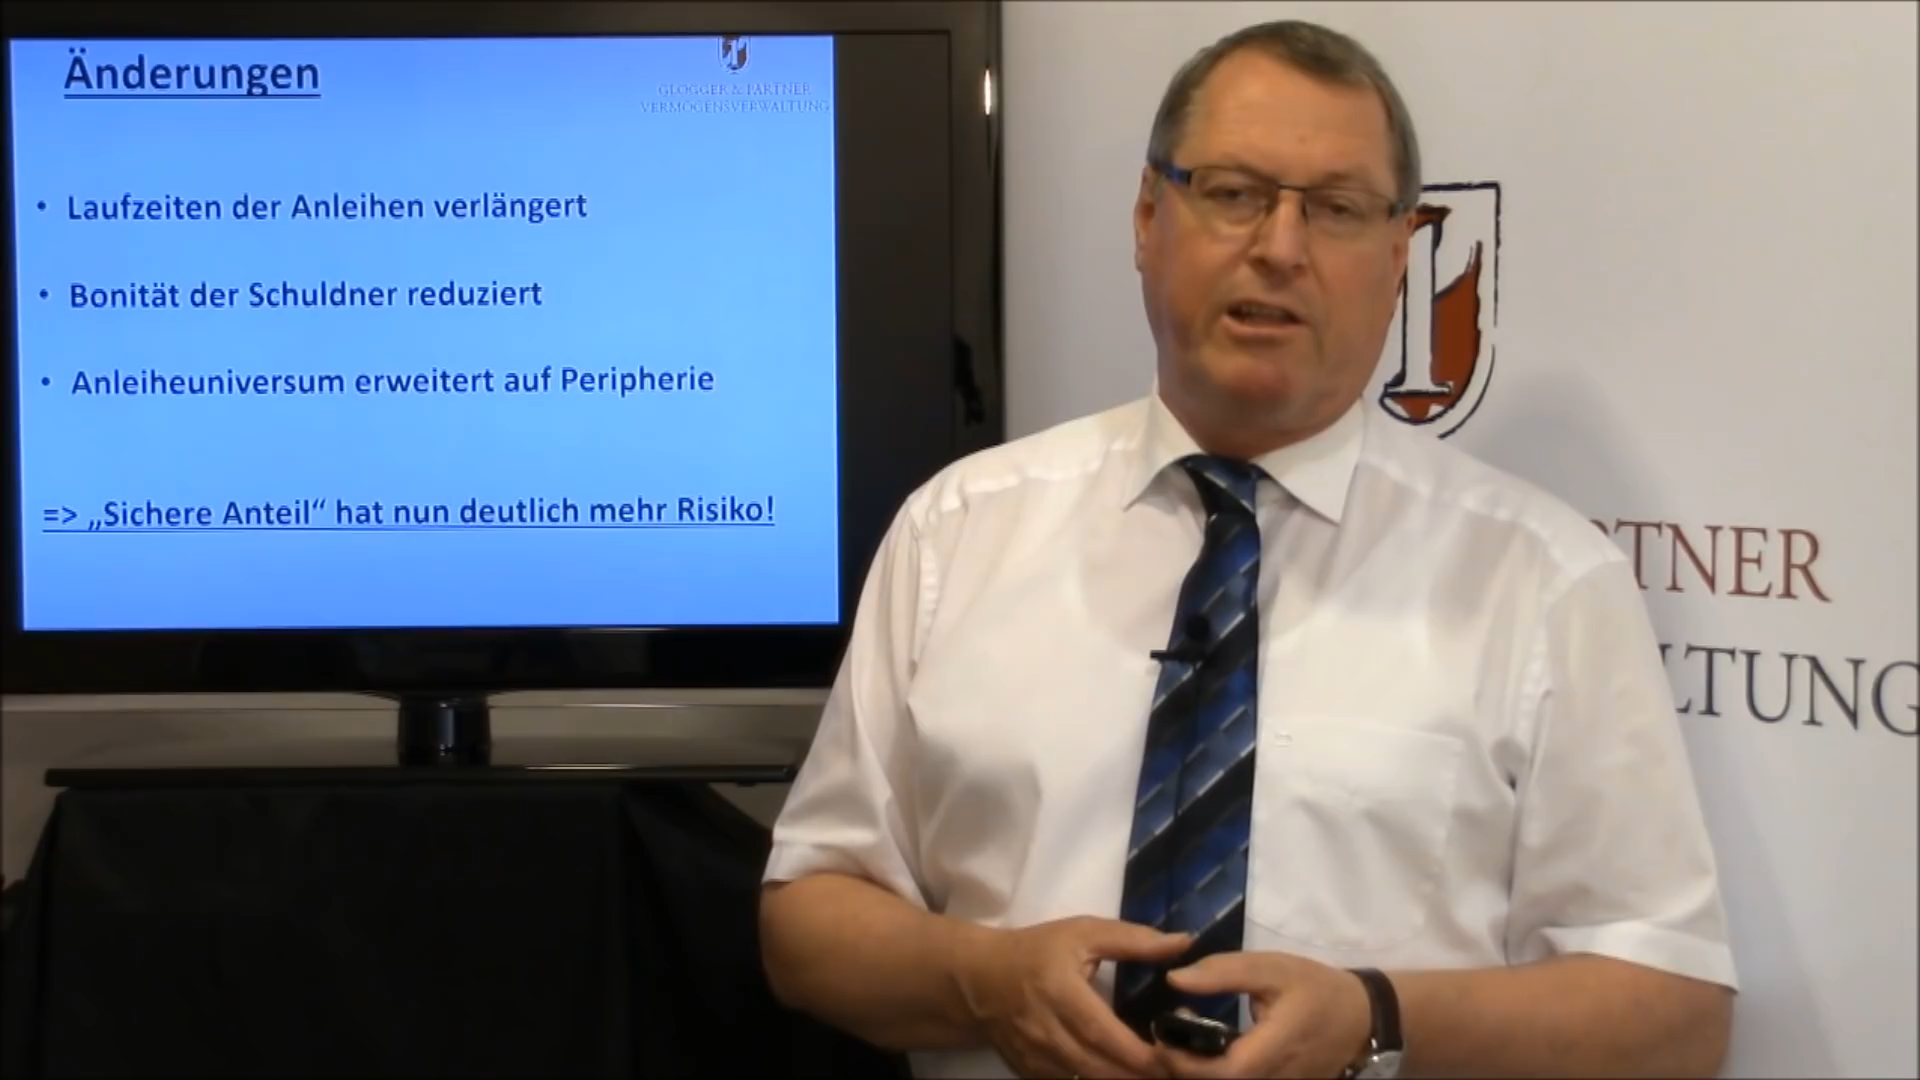 Änderungen
GLOGGER & PARTNER
VERMÖGENSVERWALTUNG
• Laufzeiten der Anleihen verlängert
• Bonität der Schuldner reduziert
• Anleiheuniversum erweitert auf Peripherie
=> „Sichere Anteil“ hat nun deutlich mehr Risiko!
RTNER
LTUNG